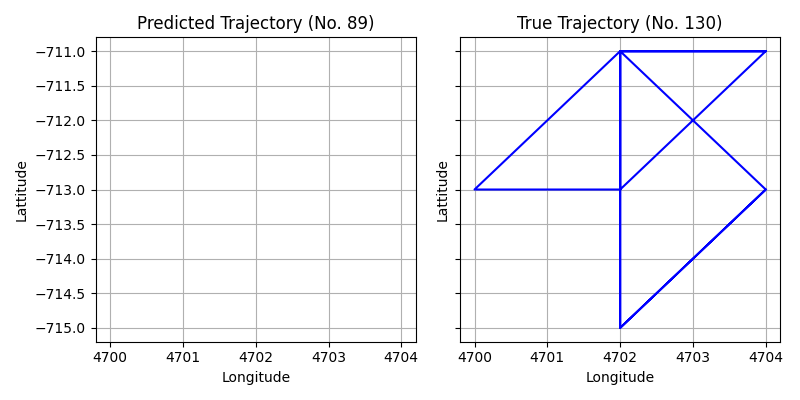 Predicted Trajectory (No. 89)
−711.0
−711.5
−712.0
−712.5
−713.0
−713.5
−714.0
−714.5
−715.0
Lattitude
4700 4701 4702 4703 4704
Longitude
True Trajectory (No. 130)
Lattitude
4700 4701 4702 4703 4704
Longitude